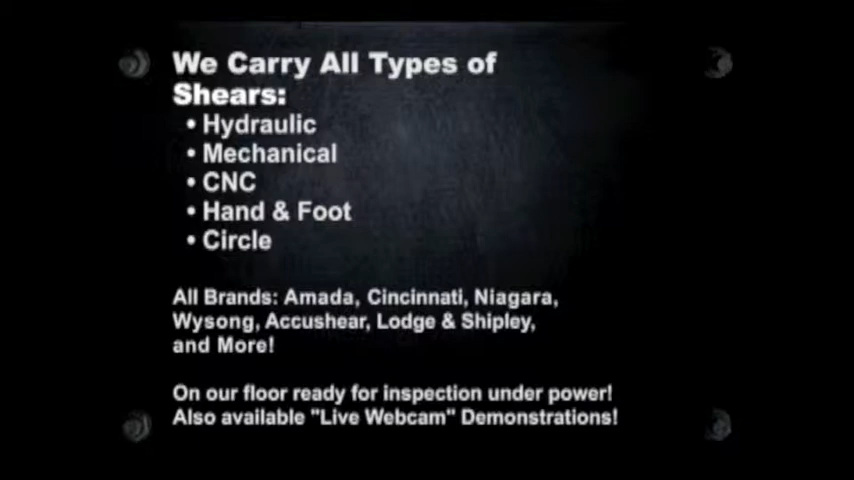 We Carry All Types of
Shears:
• Hydraulic
• Mechanical
• CNC
• Hand & Foot
• Circle
All Brands: Amada, Cincinnati, Niagara,
Wysong, Accushear, Lodge & Shipley,
and More!
On our floor ready for inspection under power!
Also available "Live Webcam" Demonstrations!